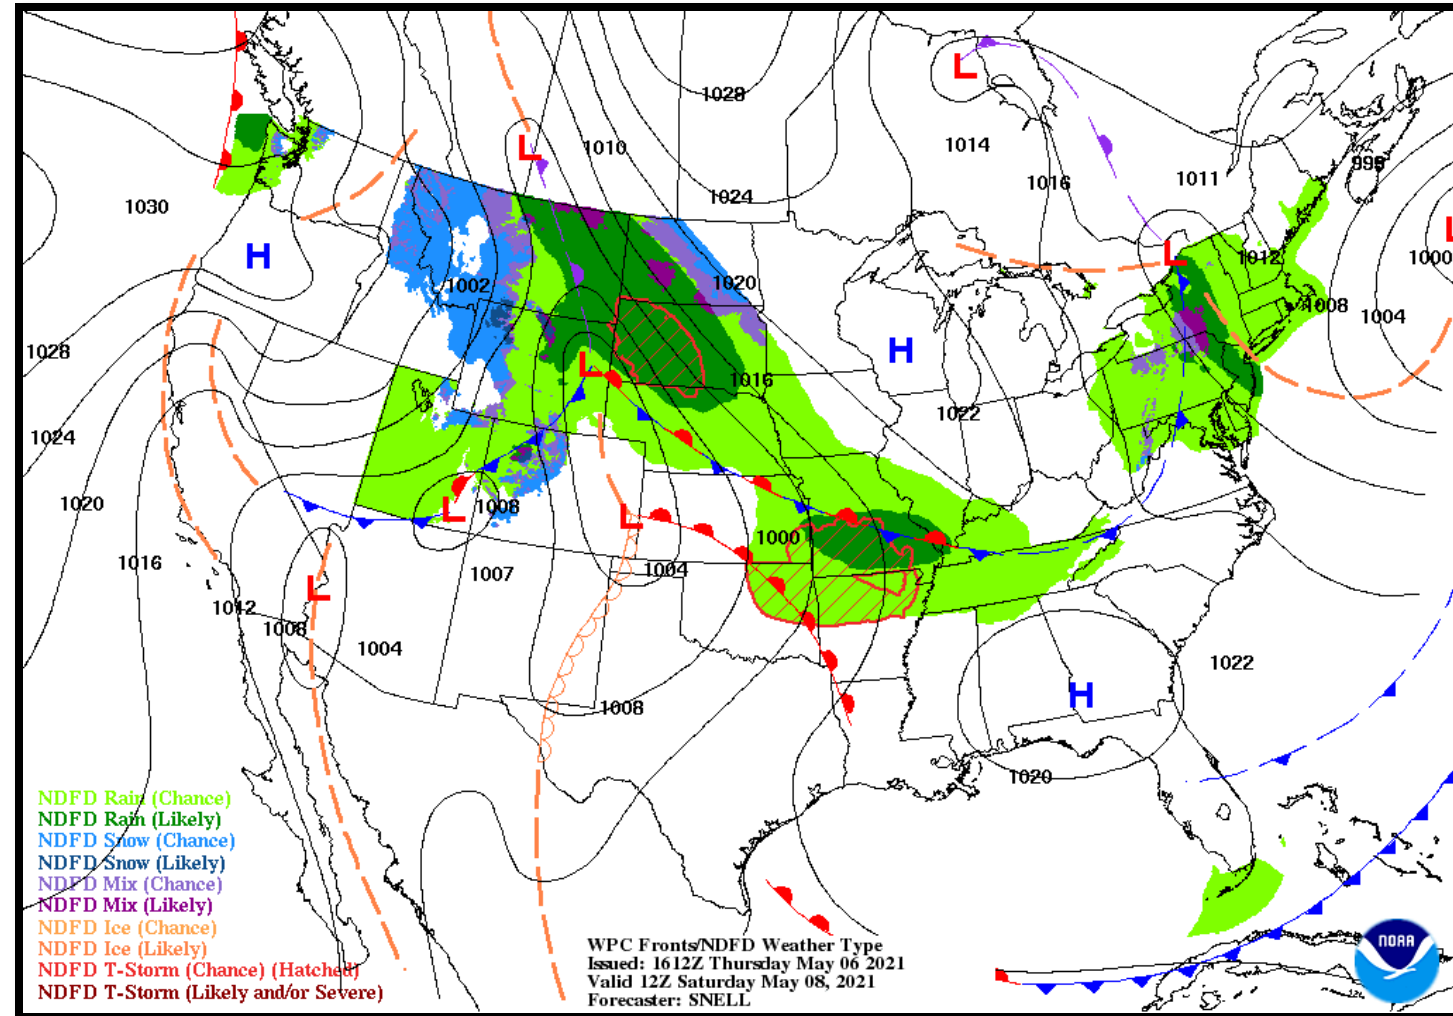 1028
1010
1014
998
1024
1016
1011
1030
1012
1000
1002
1020
1008
1004
1028
1016
1022
1024
1020
1008
1000
1016
1007
1004
1012
1008
1004
1022
1008
1020
L
L
L
L
L
L
L
L
H
H
H
NDFD Rain (Chance)
NDFD Rain (Likely)
NDFD Snow (Chance)
NDFD Snow (Likely)
NDFD Mix (Chance)
NDFD Mix (Likely)
NDFD Ice (Chance)
NDFD Ice (Likely)
NDFD T-Storm (Chance) (Hatched)
NDFD T-Storm (Likely and/or Severe)
WPC Fronts/NDFD Weather Type
Issued: 1612Z Thursday May 06 2021
Valid 12Z Saturday May 08, 2021
Forecaster: SNELL
NOAA